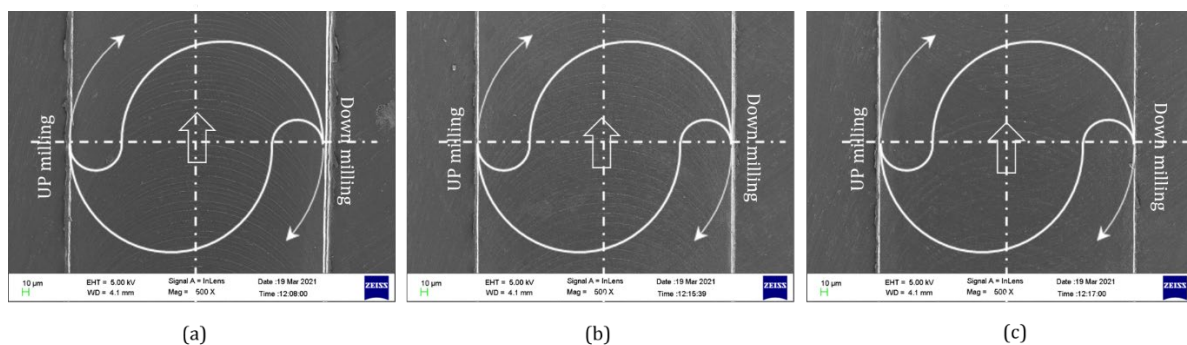 UP milling
Down milling
10 µm
EHT = 5.00 kV
WD = 4.1 mm
Signal A = InLens
Mag = 500 X
Date :19 Mar 2021
Time :12:08:00
ZEISS
(a)
UP milling
Down milling
10 µm
EHT = 5.00 kV
WD = 4.1 mm
Signal A = InLens
Mag = 500 X
Date :19 Mar 2021
Time :12:15:39
ZEISS
(b)
UP milling
Down milling
10 µm
EHT = 5.00 kV
WD = 4.1 mm
Signal A = InLens
Mag = 500 X
Date :19 Mar 2021
Time :12:17:00
ZEISS
(c)